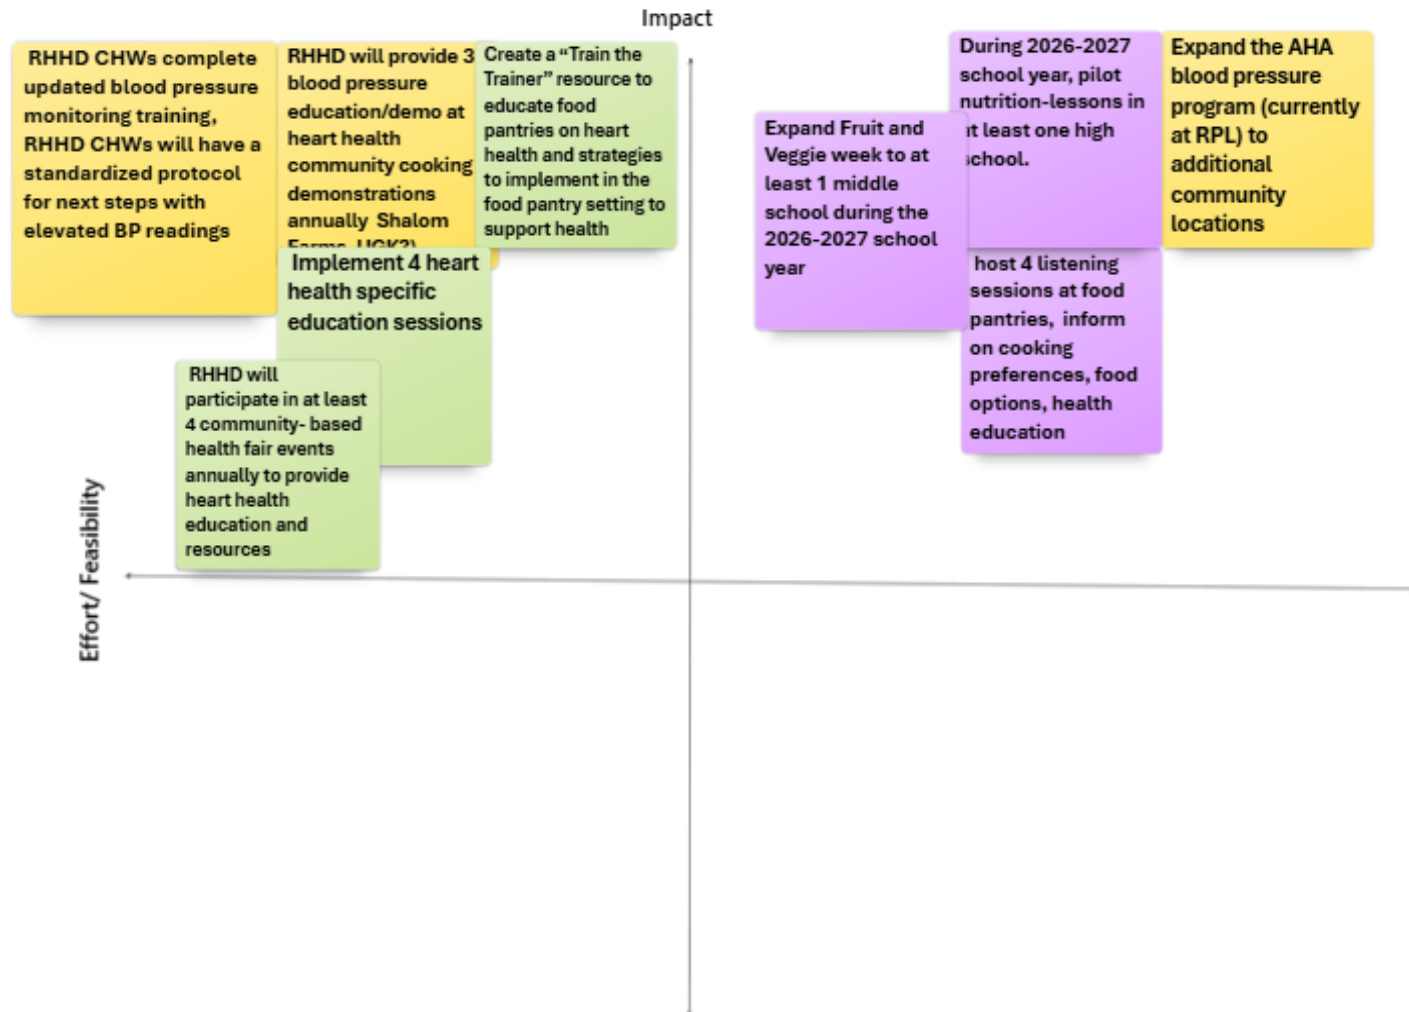 Impact
RHHD CHWs complete
updated blood pressure
monitoring training,
RHHD CHWs will have a
standardized protocol
for next steps with
elevated BP readings
RHHD will provide 3
blood pressure
education/demo at
heart health
community cooking
demonstrations
annually Shalom
Farms, UGK?)
Create a “Train the
Trainer” resource to
educate food
pantries on heart
health and strategies
to implement in the
food pantry setting to
support health
Implement 4 heart
health specific
education sessions
RHHD will
participate in at least
4 community- based
health fair events
annually to provide
heart health
education and
resources
Expand Fruit and
Veggie week to at
least 1 middle
school during the
2026-2027 school
year
During 2026-2027
school year, pilot
nutrition-lessons in
at least one high
school.
Expand the AHA
blood pressure
program (currently
at RPL) to
additional
community
locations
host 4 listening
sessions at food
pantries, inform
on cooking
preferences, food
options, health
education
Effort/ Feasibility